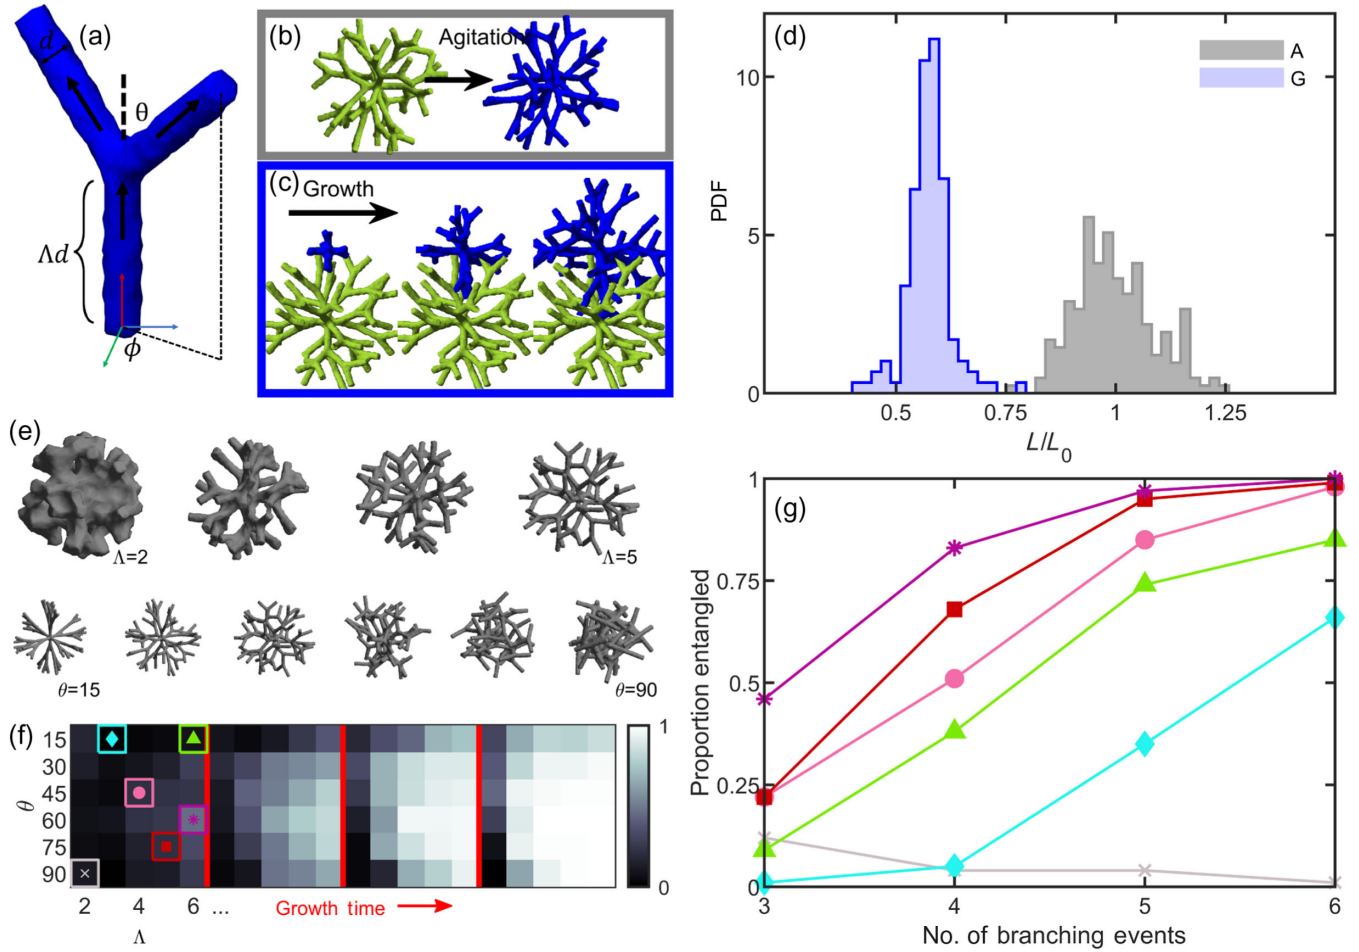 (a)
d
θ
Λd
ϕ
(b)
Agitation
(c)
Growth
(d)
A
G
10
5
0
PDF
0.5
0.75
1
1.25
L/L0
(e)
Λ=2
Λ=5
θ=15
θ=90
(f)
15
30
45
60
75
90
θ
2
4
6
...
Λ
Growth time
1
0
(g)
1
0.75
0.5
0.25
0
Proportion entangled
3
4
5
6
No. of branching events